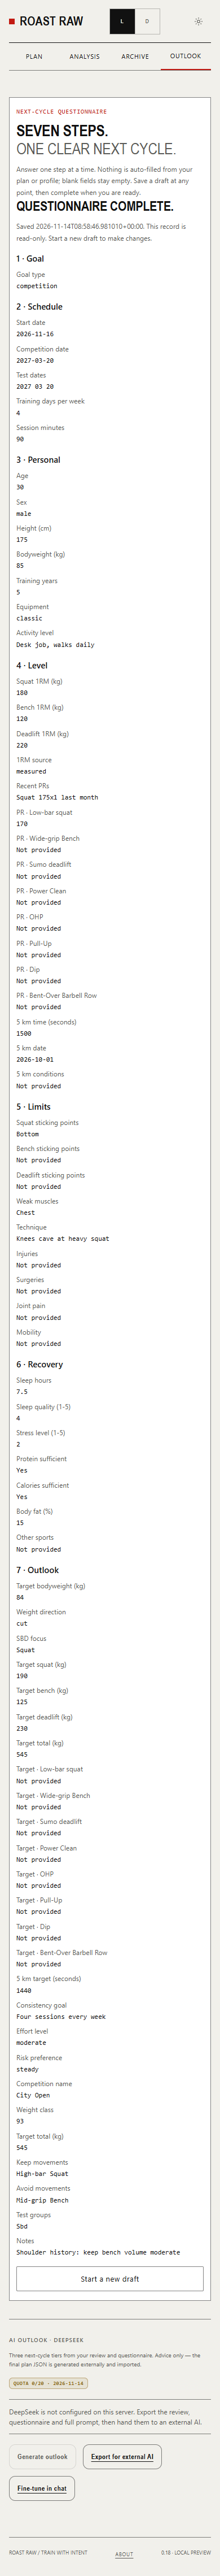 ROAST RAW
L
D
PLAN
ANALYSIS
ARCHIVE
OUTLOOK
NEXT-CYCLE QUESTIONNAIRE
SEVEN STEPS.
ONE CLEAR NEXT CYCLE.
Answer one step at a time. Nothing is auto-filled from your
plan or profile; blank fields stay empty. Save a draft at any
point, then complete when you are ready.
QUESTIONNAIRE COMPLETE.
Saved 2026-11-14T08:58:46.981010+00:00. This record is
read-only. Start a new draft to make changes.
1 · Goal
Goal type
competition
2 · Schedule
Start date
2026-11-16
Competition date
2027-03-20
Test dates
2027 03 20
Training days per week
4
Session minutes
90
3 · Personal
Age
30
Sex
male
Height (cm)
175
Bodyweight (kg)
85
Training years
5
Equipment
classic
Activity level
Desk job, walks daily
4 · Level
Squat 1RM (kg)
180
Bench 1RM (kg)
120
Deadlift 1RM (kg)
220
1RM source
measured
Recent PRs
Squat 175x1 last month
PR · Low-bar squat
170
PR · Wide-grip Bench
Not provided
PR · Sumo deadlift
Not provided
PR · Power Clean
Not provided
PR · OHP
Not provided
PR · Pull-Up
Not provided
PR · Dip
Not provided
PR · Bent-Over Barbell Row
Not provided
5 km time (seconds)
1500
5 km date
2026-10-01
5 km conditions
Not provided
5 · Limits
Squat sticking points
Bottom
Bench sticking points
Not provided
Deadlift sticking points
Not provided
Weak muscles
Chest
Technique
Knees cave at heavy squat
Injuries
Not provided
Surgeries
Not provided
Joint pain
Not provided
Mobility
Not provided
6 · Recovery
Sleep hours
7.5
Sleep quality (1-5)
4
Stress level (1-5)
2
Protein sufficient
Yes
Calories sufficient
Yes
Body fat (%)
15
Other sports
Not provided
7 · Outlook
Target bodyweight (kg)
84
Weight direction
cut
SBD focus
Squat
Target squat (kg)
190
Target bench (kg)
125
Target deadlift (kg)
230
Target total (kg)
545
Target · Low-bar squat
Not provided
Target · Wide-grip Bench
Not provided
Target · Sumo deadlift
Not provided
Target · Power Clean
Not provided
Target · OHP
Not provided
Target · Pull-Up
Not provided
Target · Dip
Not provided
Target · Bent-Over Barbell Row
Not provided
5 km target (seconds)
1440
Consistency goal
Four sessions every week
Effort level
moderate
Risk preference
steady
Competition name
City Open
Weight class
93
Target total (kg)
545
Keep movements
High-bar Squat
Avoid movements
Mid-grip Bench
Test groups
Sbd
Notes
Shoulder history: keep bench volume moderate
Start a new draft
AI OUTLOOK · DEEPSEEK
Three next-cycle tiers from your review and questionnaire. Advice only — the
final plan JSON is generated externally and imported.
QUOTA 0/20 · 2026-11-14
DeepSeek is not configured on this server. Export the review,
questionnaire and full prompt, then hand them to an external AI.
Generate outlook
Export for external AI
Fine-tune in chat
ROAST RAW / TRAIN WITH INTENT
ABOUT
0.1B · LOCAL PREVIEW